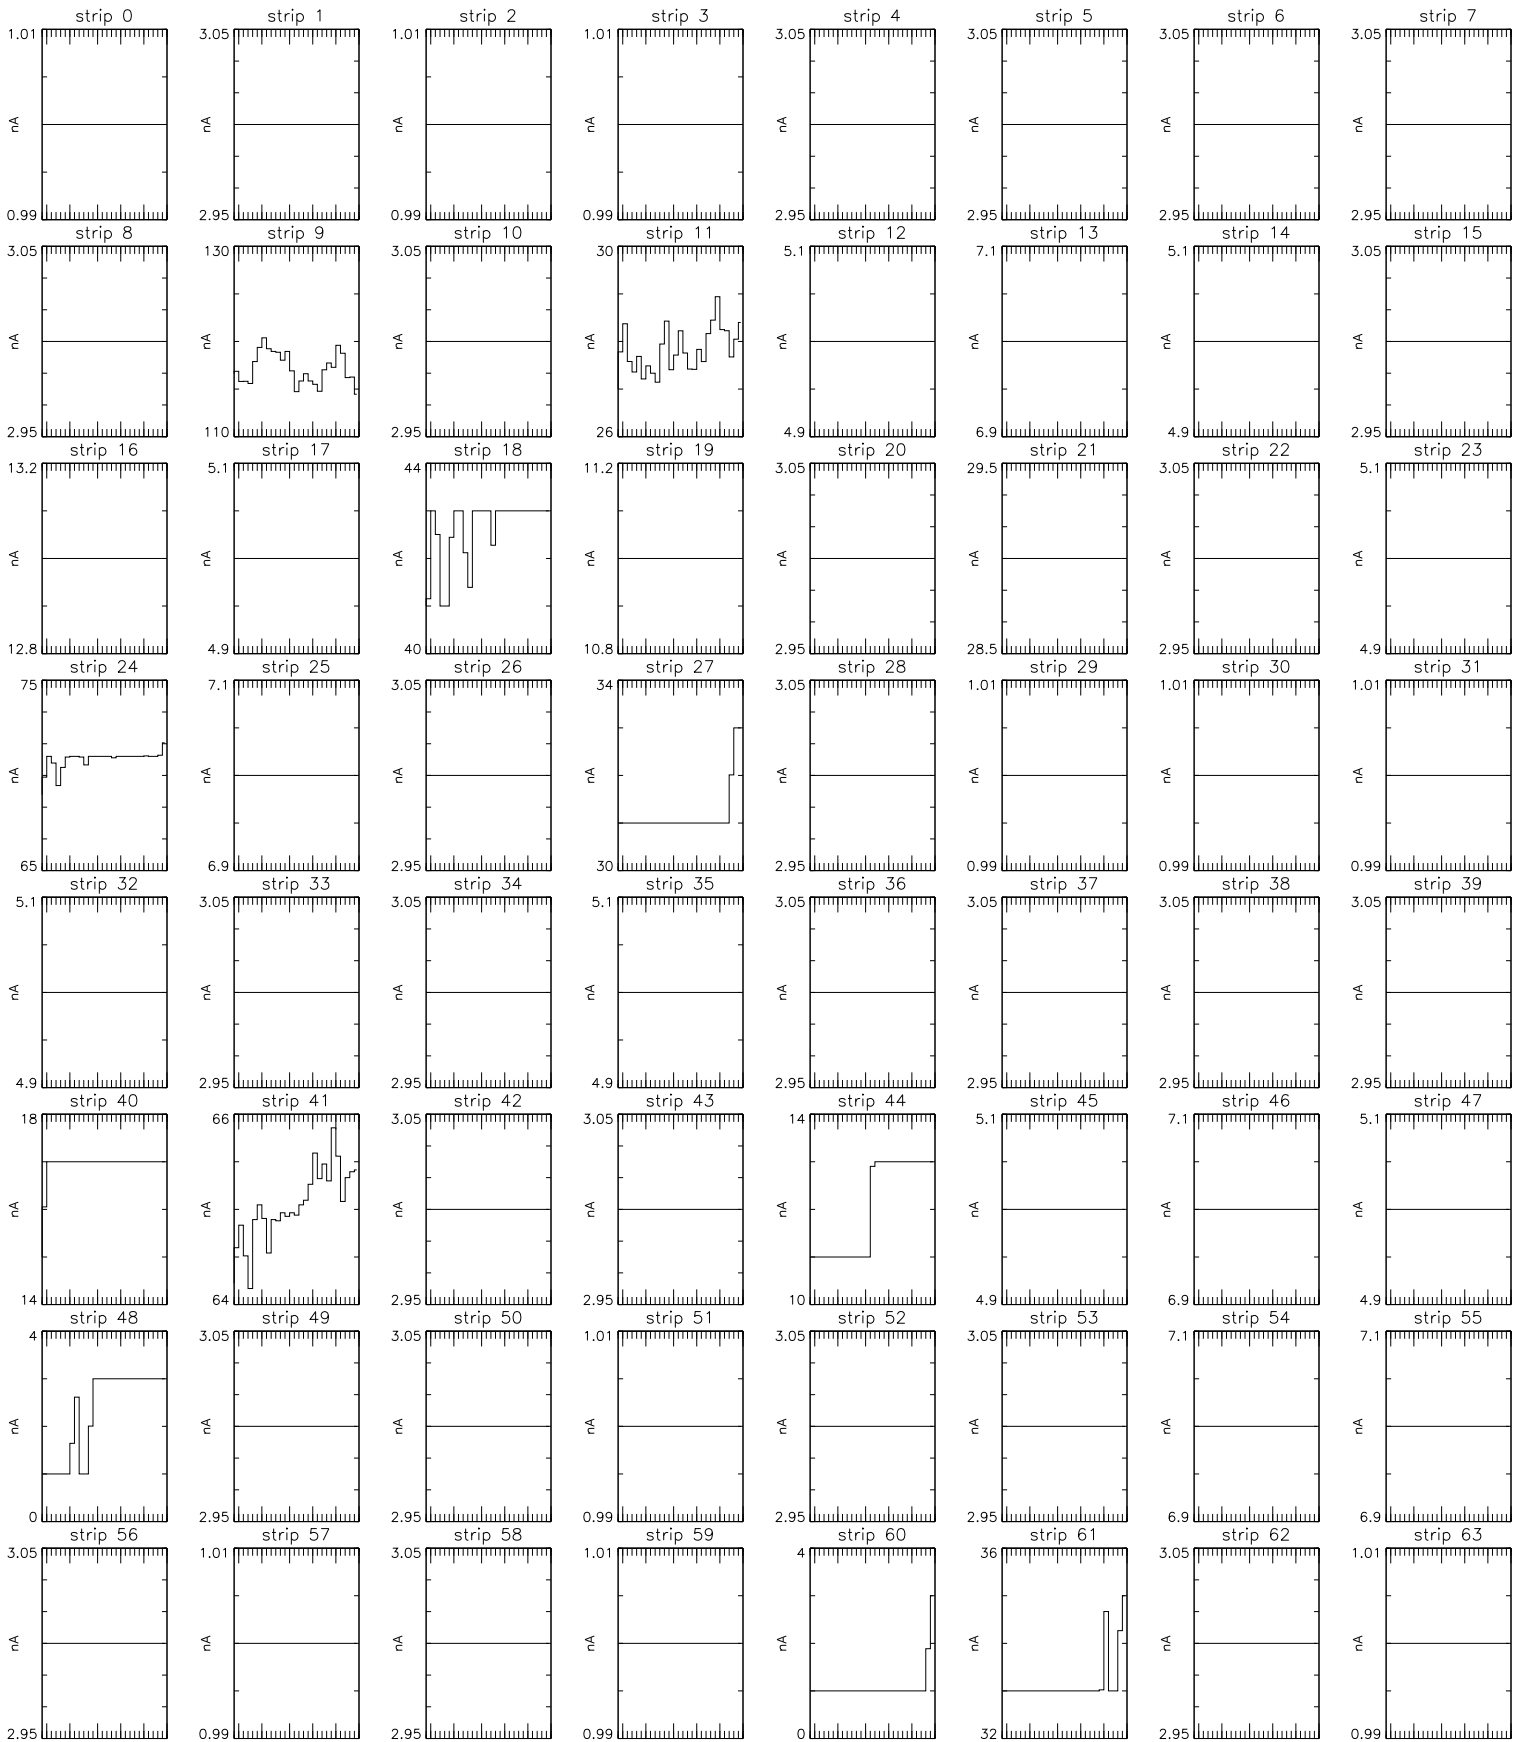 strip 0 strip 1 strip 2 strip 3 strip 4 strip 5 strip 6 strip 7
1.01 3.05 1.01 1.01 3.05 3.05 3.05 3.05
nA nA nA nA nA nA nA nA
0.99 2.95 0.99 0.99 2.95 2.95 2.95 2.95
strip 8 strip 9 strip 10 strip 11 strip 12 strip 13 strip 14 strip 15
3.05 130 3.05 30 5.1 7.1 5.1 3.05
nA nA nA nA nA nA nA nA
2.95 110 2.95 26 4.9 6.9 4.9 2.95
strip 16 strip 17 strip 18 strip 19 strip 20 strip 21 strip 22 strip 23
13.2 5.1 44 11.2 3.05 29.5 3.05 5.1
nA nA nA nA nA nA nA nA
12.8 4.9 40 10.8 2.95 28.5 2.95 4.9
strip 24 strip 25 strip 26 strip 27 strip 28 strip 29 strip 30 strip 31
75 7.1 3.05 34 3.05 1.01 1.01 1.01
nA nA nA nA nA nA nA nA
65 6.9 2.95 30 2.95 0.99 0.99 0.99
strip 32 strip 33 strip 34 strip 35 strip 36 strip 37 strip 38 strip 39
5.1 3.05 3.05 5.1 3.05 3.05 3.05 3.05
nA nA nA nA nA nA nA nA
4.9 2.95 2.95 4.9 2.95 2.95 2.95 2.95
strip 40 strip 41 strip 42 strip 43 strip 44 strip 45 strip 46 strip 47
18 66 3.05 3.05 14 5.1 7.1 5.1
nA nA nA nA nA nA nA nA
14 64 2.95 2.95 10 4.9 6.9 4.9
strip 48 strip 49 strip 50 strip 51 strip 52 strip 53 strip 54 strip 55
4 3.05 3.05 1.01 3.05 3.05 7.1 7.1
nA nA nA nA nA nA nA nA
0 2.95 2.95 0.99 2.95 2.95 6.9 6.9
strip 56 strip 57 strip 58 strip 59 strip 60 strip 61 strip 62 strip 63
3.05 1.01 3.05 1.01 4 36 3.05 1.01
nA nA nA nA nA nA nA nA
2.95 0.99 2.95 0.99 0 32 2.95 0.99